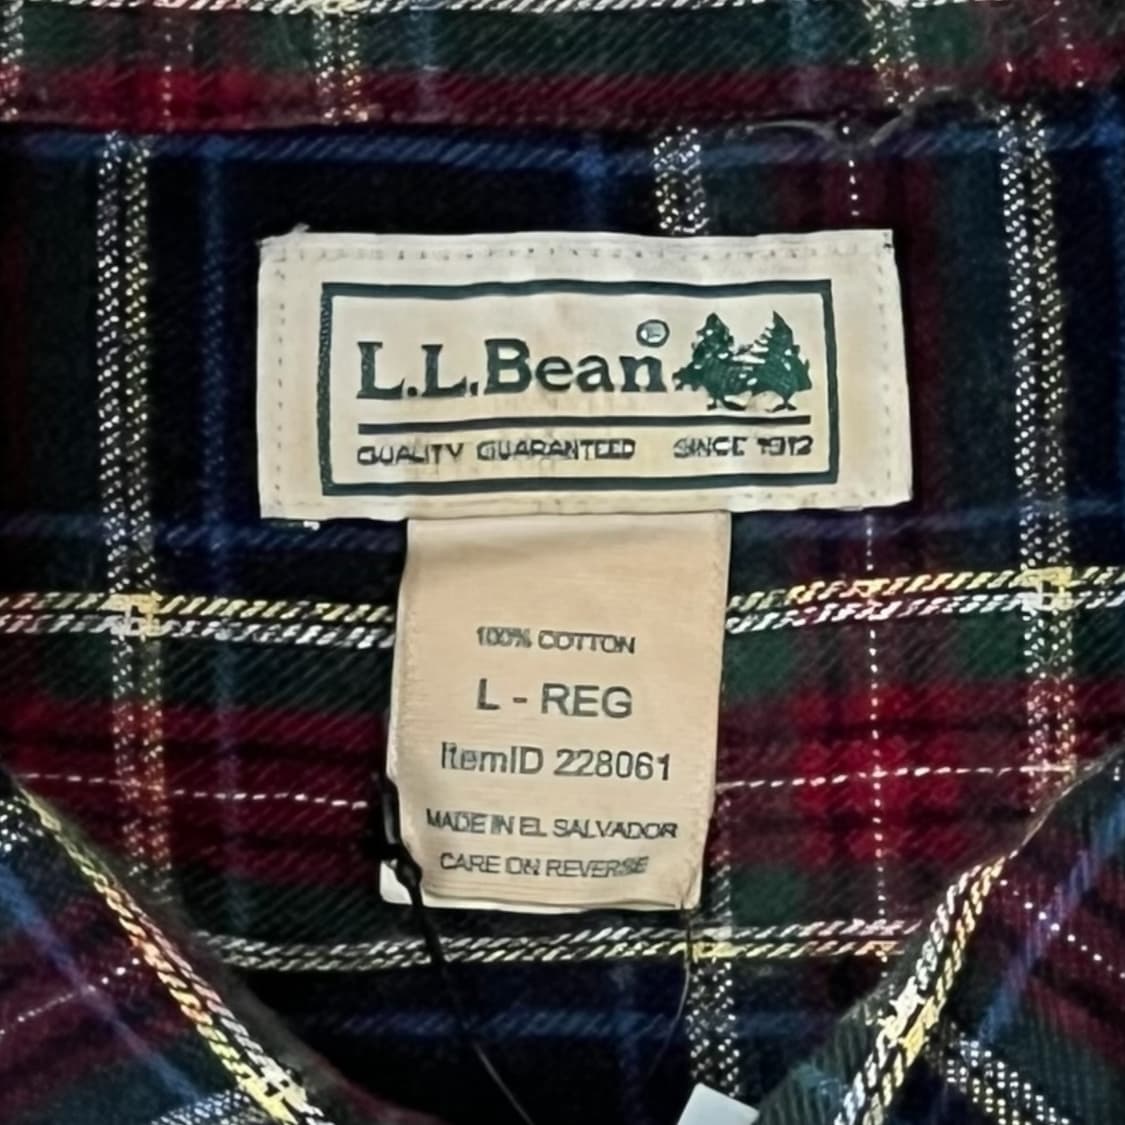 L.L.Bean®
QUALITY GUARANTEED SINCE 1912
100% COTTON
L - REG
ItemID 228061
MADE IN EL SALVADOR
CARE ON REVERSE